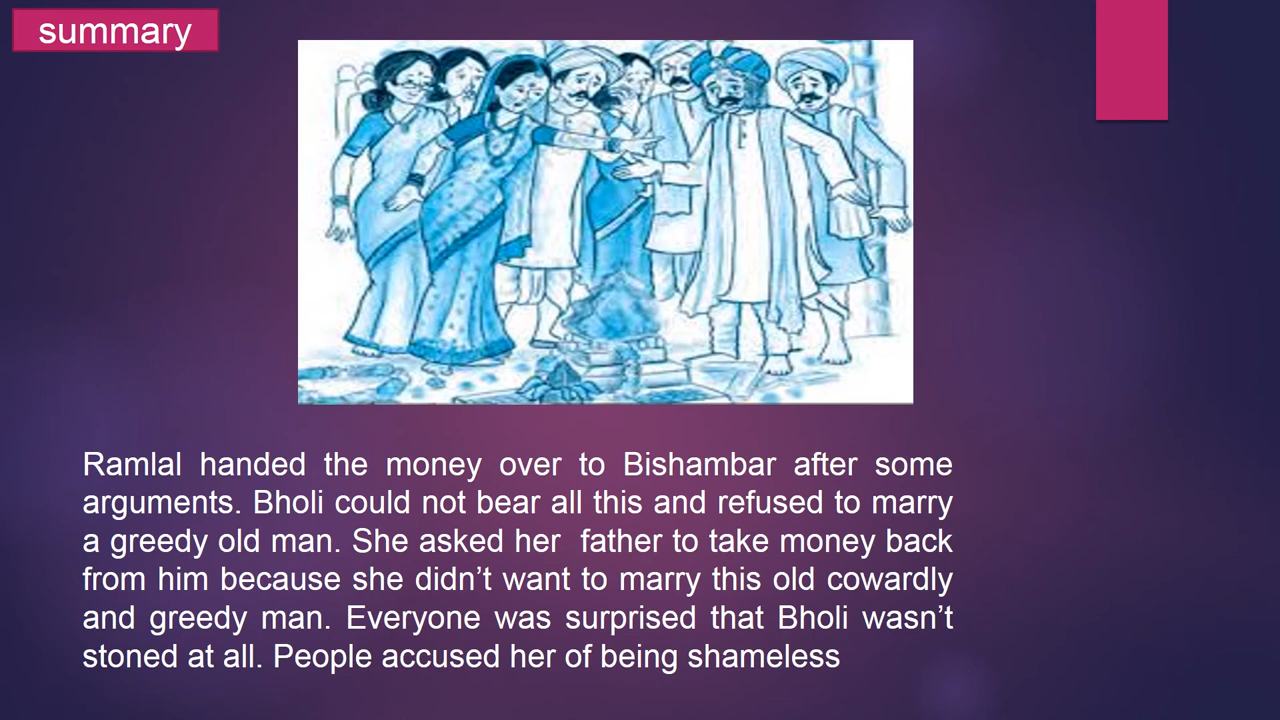 summary
Ramlal handed the money over to Bishambar after some
arguments. Bholi could not bear all this and refused to marry
a greedy old man. She asked her  father to take money back
from him because she didn’t want to marry this old cowardly
and greedy man. Everyone was surprised that Bholi wasn’t
stoned at all. People accused her of being shameless